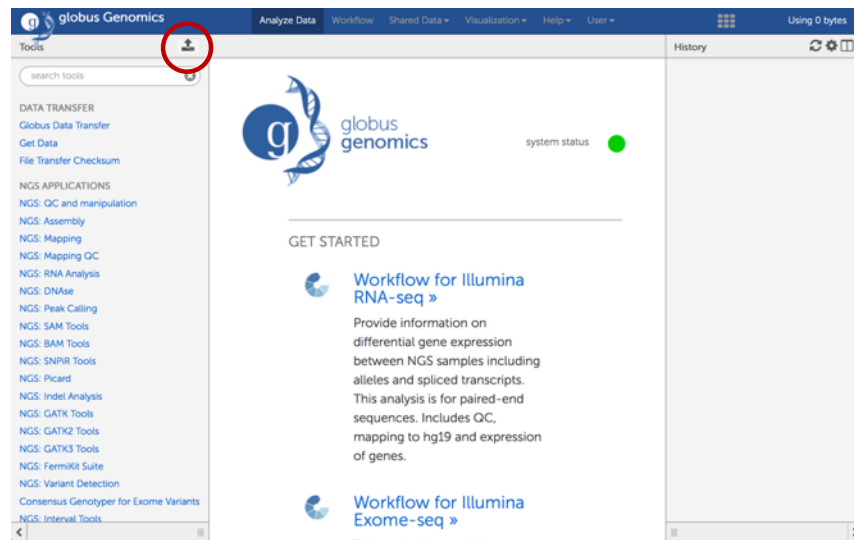 globus Genomics
Analyze Data Workflow Shared Data Visualization Help User Using 0 bytes
Tools
History
search tools
DATA TRANSFER
Globus Data Transfer
Get Data
File Transfer Checksum
NGS APPLICATIONS
NGS: QC and manipulation
NGS: Assembly
NGS: Mapping
NGS: Mapping QC
NGS: RNA Analysis
NGS: DNAse
NGS: Peak Calling
NGS: SAM Tools
NGS: BAM Tools
NGS: SNPiR Tools
NGS: Picard
NGS: Indel Analysis
NGS: GATK Tools
NGS: GATK2 Tools
NGS: GATK3 Tools
NGS: FermiKit Suite
NGS: Variant Detection
Consensus Genotyper for Exome Variants
NGS: Interval Tools
g
globus
genomics
system status
GET STARTED
Workflow for Illumina
RNA-seq »
Provide information on
differential gene expression
between NGS samples including
alleles and spliced transcripts.
This analysis is for paired-end
sequences. Includes QC,
mapping to hg19 and expression
of genes.
Workflow for Illumina
Exome-seq »